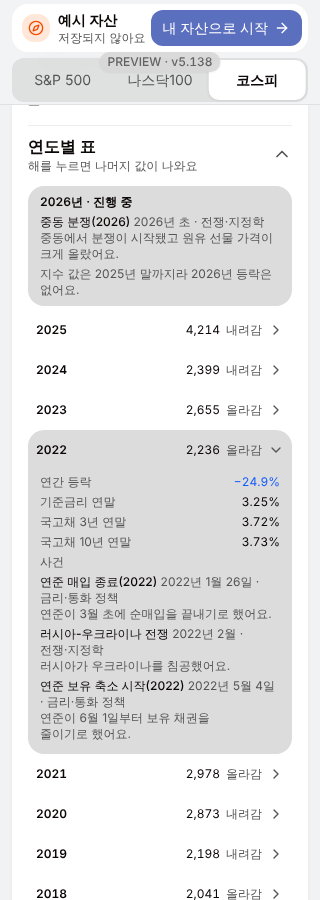 예시 자산
저장되지 않아요
내 자산으로 시작 →
PREVIEW · v5.138
S&P 500
나스닥100
코스피
연도별 표
해를 누르면 나머지 값이 나와요
2026년 · 진행 중
중동 분쟁(2026) 2026년 초 · 전쟁·지정학
중동에서 분쟁이 시작됐고 원유 선물 가격이
크게 올랐어요.
지수 값은 2025년 말까지라 2026년 등락은
없어요.
2025 4,214 내려감
2024 2,399 내려감
2023 2,655 올라감
2022 2,236 올라감
연간 등락 −24.9%
기준금리 연말 3.25%
국고채 3년 연말 3.72%
국고채 10년 연말 3.73%
사건
연준 매입 종료(2022) 2022년 1월 26일 ·
금리·통화 정책
연준이 3월 초에 순매입을 끝내기로 했어요.
러시아-우크라이나 전쟁 2022년 2월 ·
전쟁·지정학
러시아가 우크라이나를 침공했어요.
연준 보유 축소 시작(2022) 2022년 5월 4일
· 금리·통화 정책
연준이 6월 1일부터 보유 채권을
줄이기로 했어요.
2021 2,978 올라감
2020 2,873 내려감
2019 2,198 내려감
2018 2,041 올라감